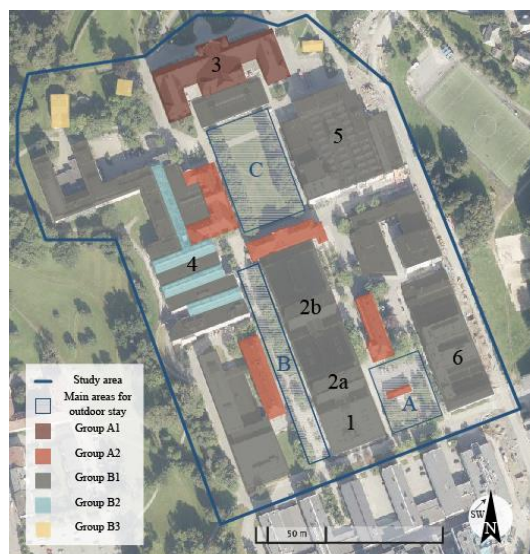 3
5
C
4
2b
B
2a
6
A
1
Study area
Main areas for
outdoor stay
Group A1
Group A2
Group B1
Group B2
Group B3
50 m
SW
N